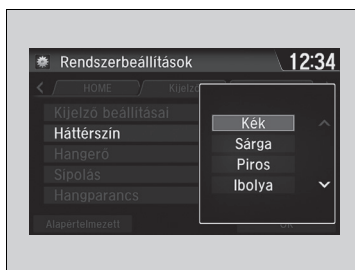 Rendszerbeállítások 12:34
HOME Kijelző
Kijelző beállításai
Háttérszín
Hangerő
Sípolás
Hangparancs
Kék
Sárga
Piros
Ibolya
Alapértelmezett OK